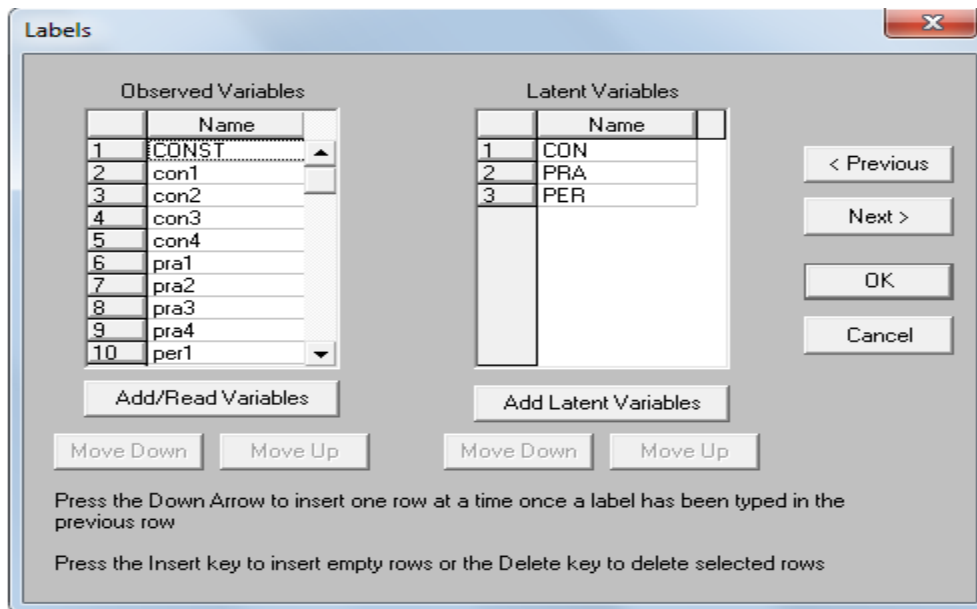 Labels
Observed Variables
Name
1 CONST
2 con1
3 con2
4 con3
5 con4
6 pra1
7 pra2
8 pra3
9 pra4
10 per1
Add/Read Variables
Move Down Move Up
Latent Variables
Name
1 CON
2 PRA
3 PER
Add Latent Variables
Move Down Move Up
< Previous
Next >
OK
Cancel
Press the Down Arrow to insert one row at a time once a label has been typed in the
previous row
Press the Insert key to insert empty rows or the Delete key to delete selected rows